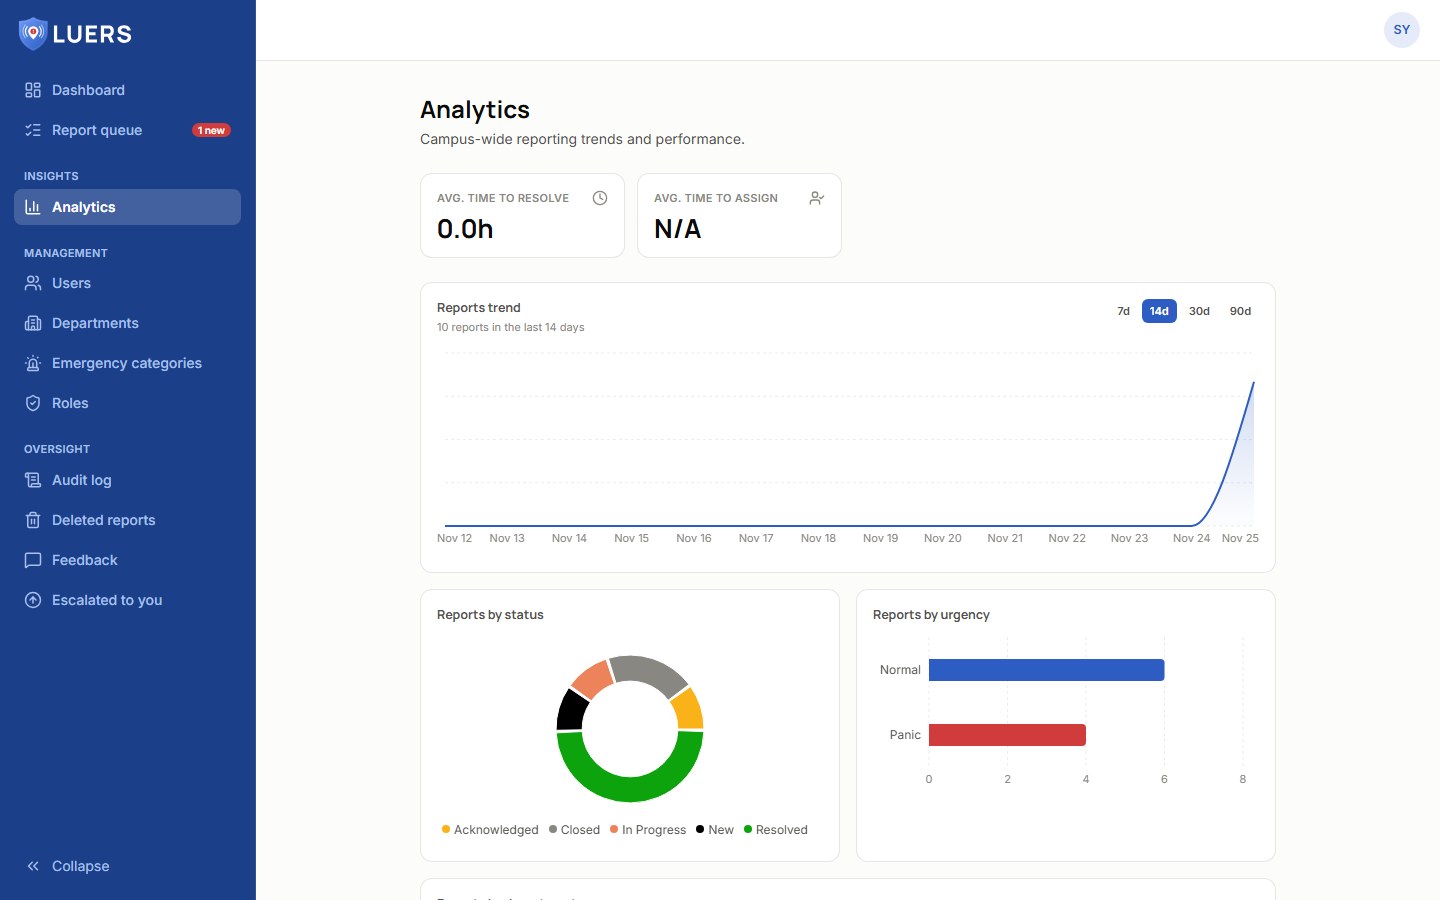 LUERS
SY
Dashboard
Report queue
1 new
INSIGHTS
Analytics
MANAGEMENT
Users
Departments
Emergency categories
Roles
OVERSIGHT
Audit log
Deleted reports
Feedback
Escalated to you
Collapse
Analytics
Campus-wide reporting trends and performance.
AVG. TIME TO RESOLVE
0.0h
AVG. TIME TO ASSIGN
N/A
Reports trend
10 reports in the last 14 days
7d 14d 30d 90d
Nov 12 Nov 13 Nov 14 Nov 15 Nov 16 Nov 17 Nov 18 Nov 19 Nov 20 Nov 21 Nov 22 Nov 23 Nov 24 Nov 25
Reports by status
Acknowledged Closed In Progress New Resolved
Reports by urgency
Normal
Panic
0 2 4 6 8